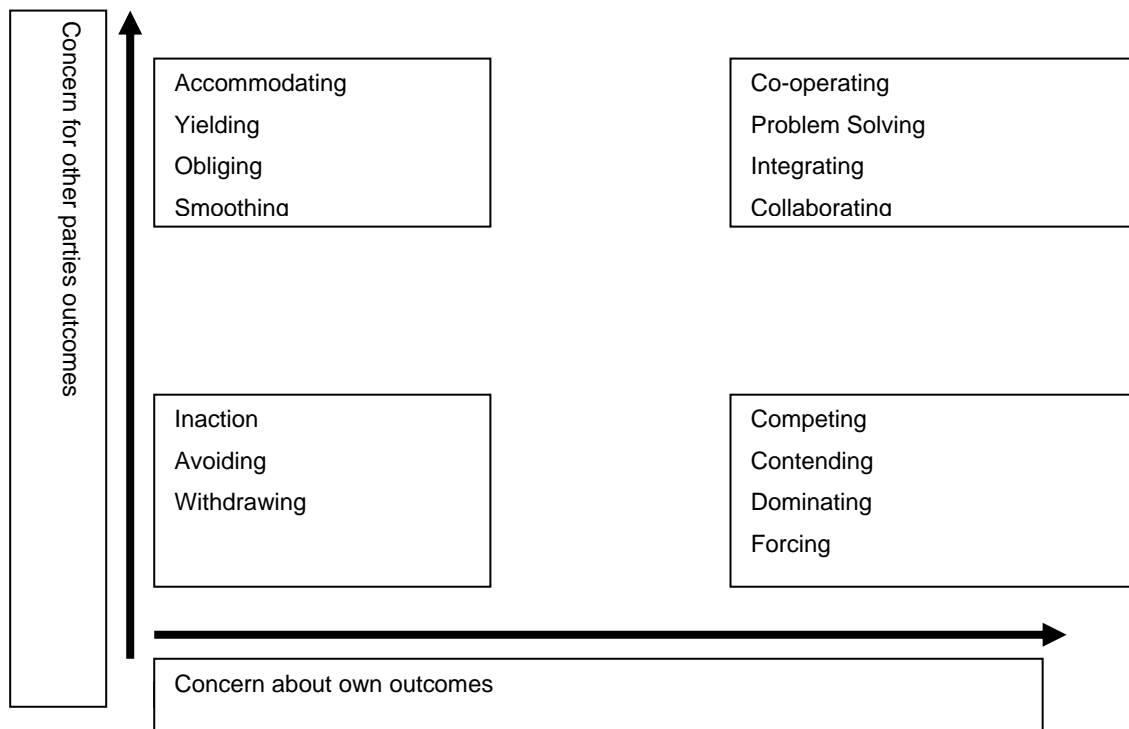 Concern for other parties outcomes
Accommodating
Yielding
Obliging
Smoothing
Co-operating
Problem Solving
Integrating
Collaborating
Inaction
Avoiding
Withdrawing
Competing
Contending
Dominating
Forcing
Concern about own outcomes